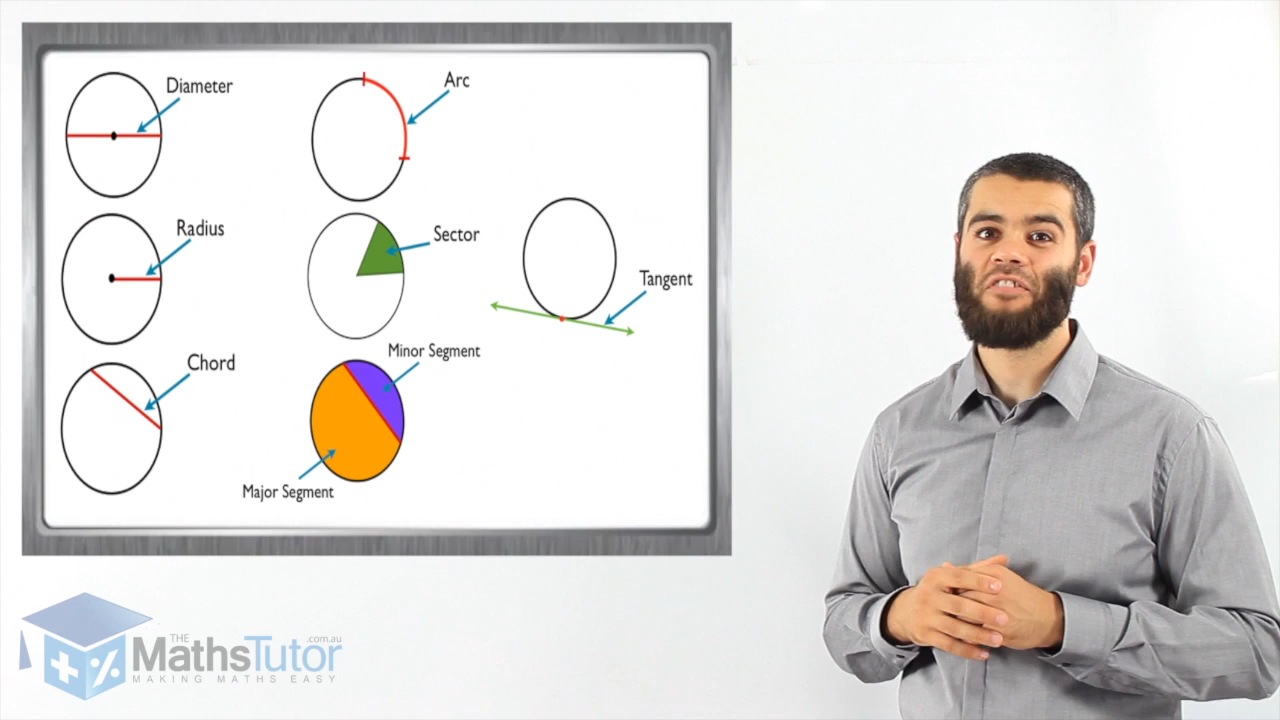 Diameter
Arc
Radius
Sector
Tangent
Chord
Minor Segment
Major Segment
THE
MathsTutor
.com.au
MAKING MATHS EASY